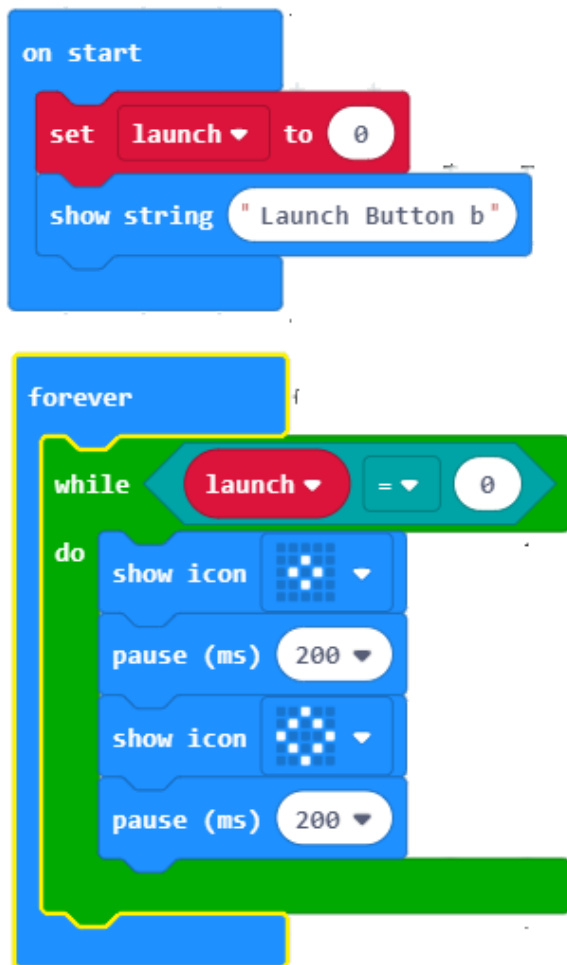 on start
set launch to 0
show string "Launch Button b"
forever
while launch = 0
do
show icon
pause (ms) 200
show icon
pause (ms) 200